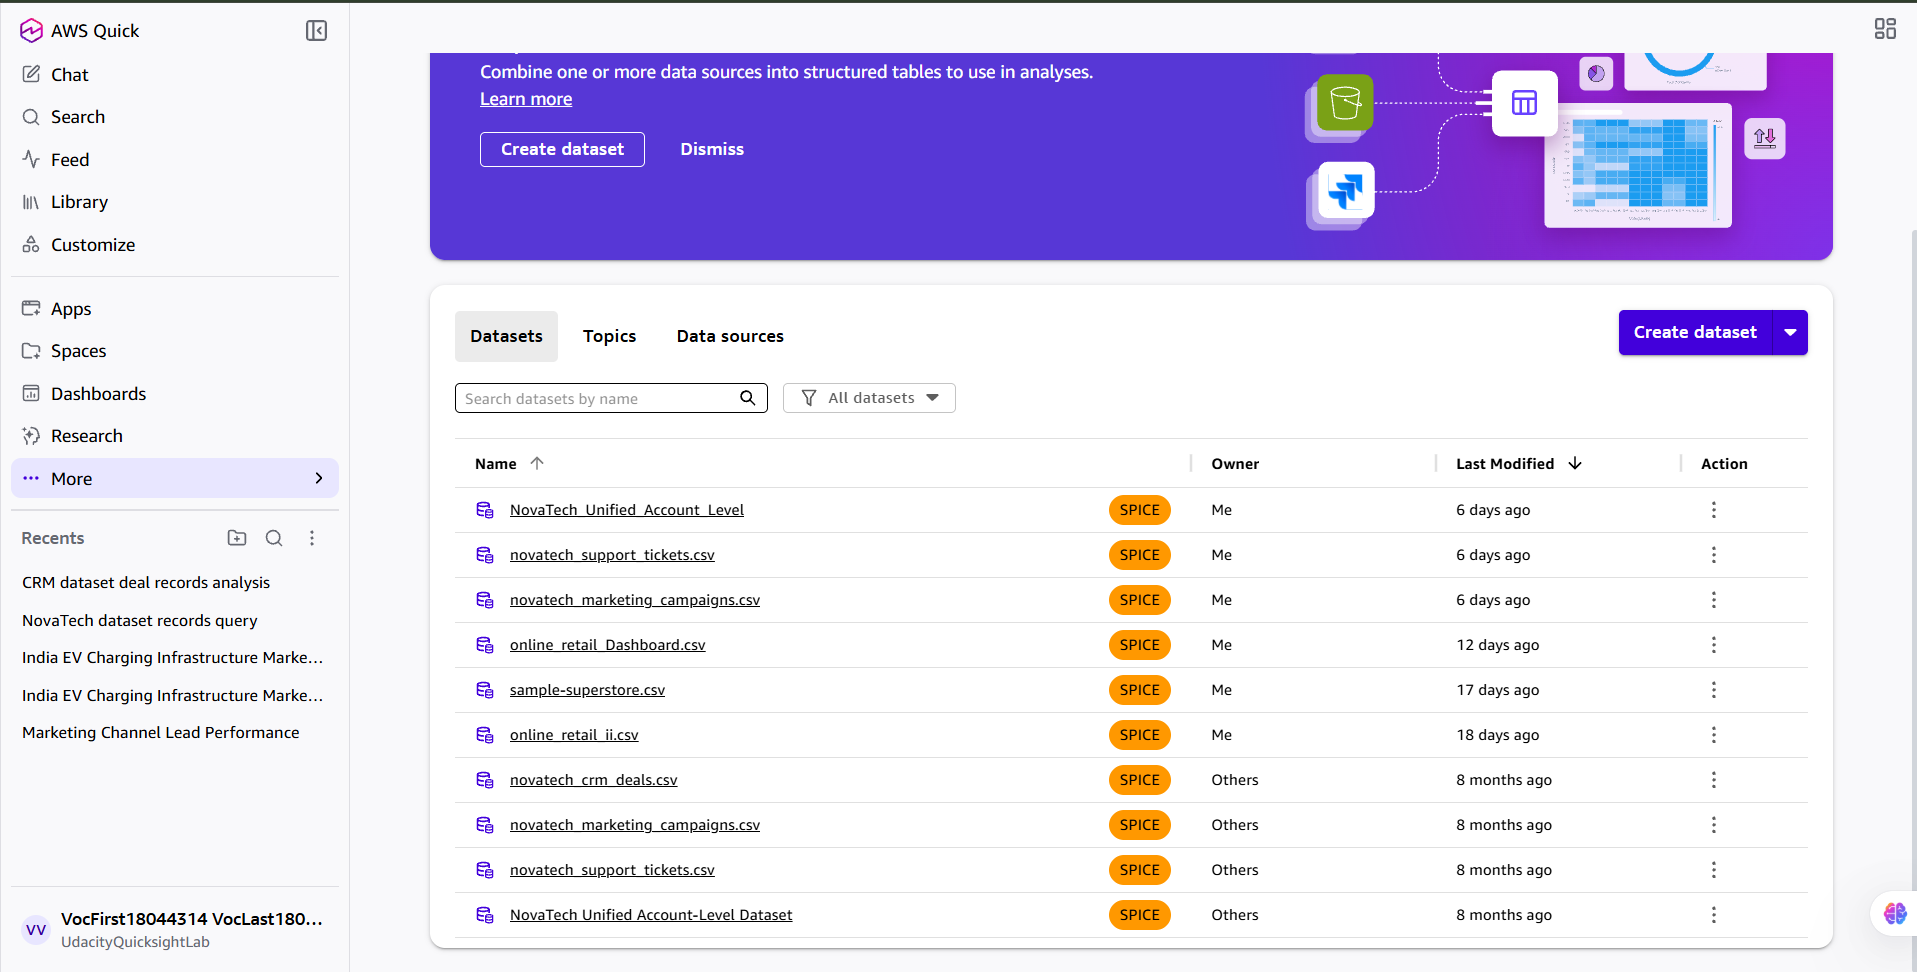 AWS Quick
Chat
Search
Feed
Library
Customize
Apps
Spaces
Dashboards
Research
More
Recents
CRM dataset deal records analysis
NovaTech dataset records query
India EV Charging Infrastructure Marke...
India EV Charging Infrastructure Marke...
Marketing Channel Lead Performance
VV
VocFirst18044314 VocLast180...
UdacityQuicksightLab
Combine one or more data sources into structured tables to use in analyses.
Learn more
Create dataset Dismiss
Datasets Topics Data sources
Create dataset
Search datasets by name
All datasets
Name Owner Last Modified Action
NovaTech_Unified_Account_Level SPICE Me 6 days ago
novatech_support_tickets.csv SPICE Me 6 days ago
novatech_marketing_campaigns.csv SPICE Me 6 days ago
online_retail_Dashboard.csv SPICE Me 12 days ago
sample-superstore.csv SPICE Me 17 days ago
online_retail_ii.csv SPICE Me 18 days ago
novatech_crm_deals.csv SPICE Others 8 months ago
novatech_marketing_campaigns.csv SPICE Others 8 months ago
novatech_support_tickets.csv SPICE Others 8 months ago
NovaTech Unified Account-Level Dataset SPICE Others 8 months ago